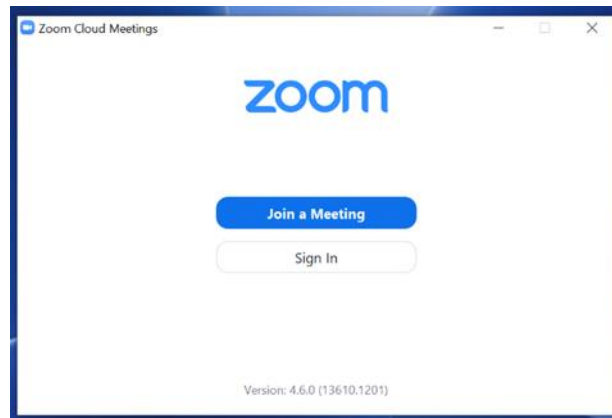 Zoom Cloud Meetings
zoom
Join a Meeting
Sign In
Version: 4.6.0 (13610.1201)